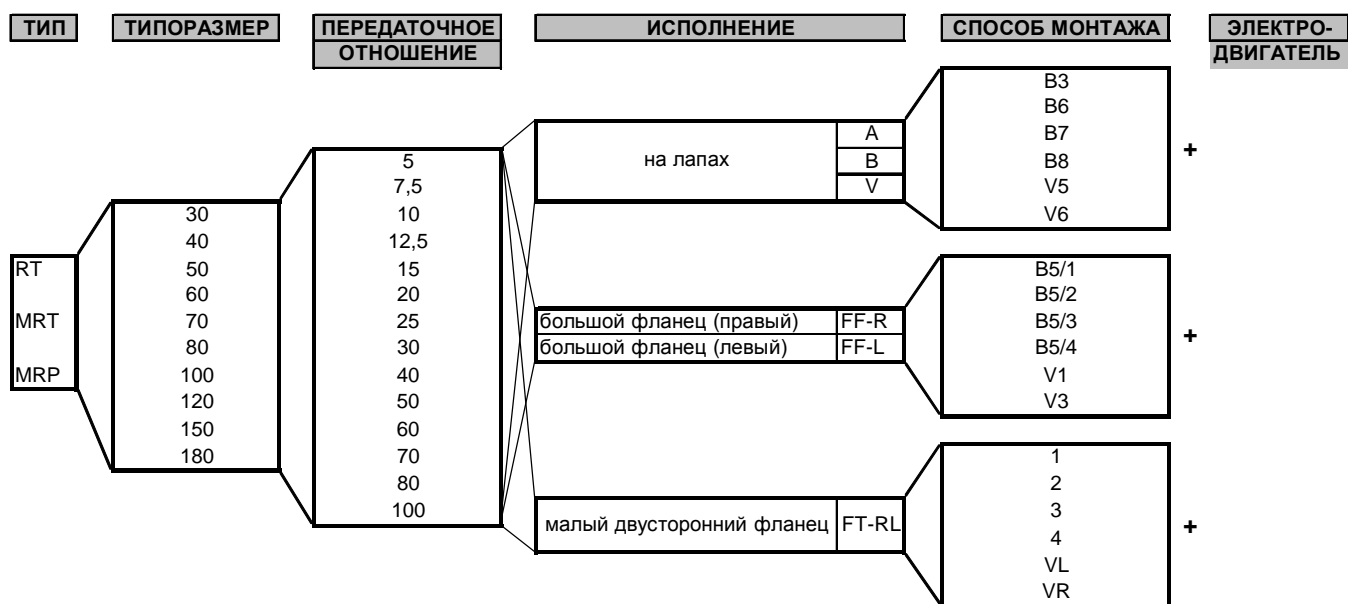 ТИП
ТИПОРАЗМЕР
ПЕРЕДАТОЧНОЕ
ОТНОШЕНИЕ
ИСПОЛНЕНИЕ
СПОСОБ МОНТАЖА
ЭЛЕКТРО-
ДВИГАТЕЛЬ
RT
MRT
MRP
30
40
50
60
70
80
100
120
150
180
5
7,5
10
12,5
15
20
25
30
40
50
60
70
80
100
на лапах
A
B
V
большой фланец (правый) FF-R
большой фланец (левый) FF-L
малый двусторонний фланец FT-RL
B3
B6
B7
B8
V5
V6
+
B5/1
B5/2
B5/3
B5/4
V1
V3
+
1
2
3
4
VL
VR
+